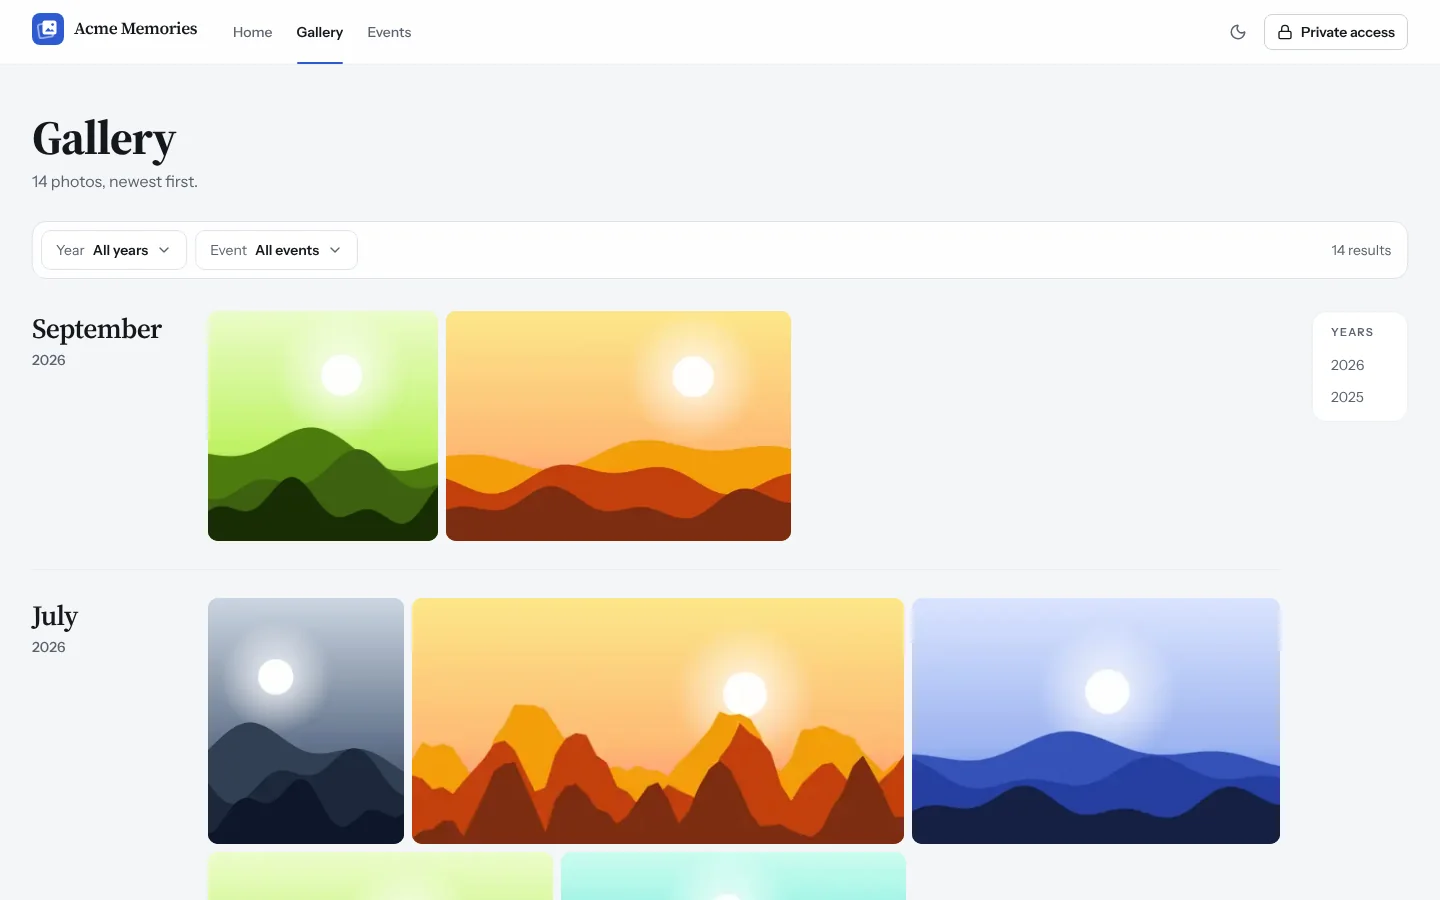 Acme Memories
Home
Gallery
Events
Private access
Gallery
14 photos, newest first.
Year All years
Event All events
14 results
September
2026
YEARS
2026
2025
July
2026